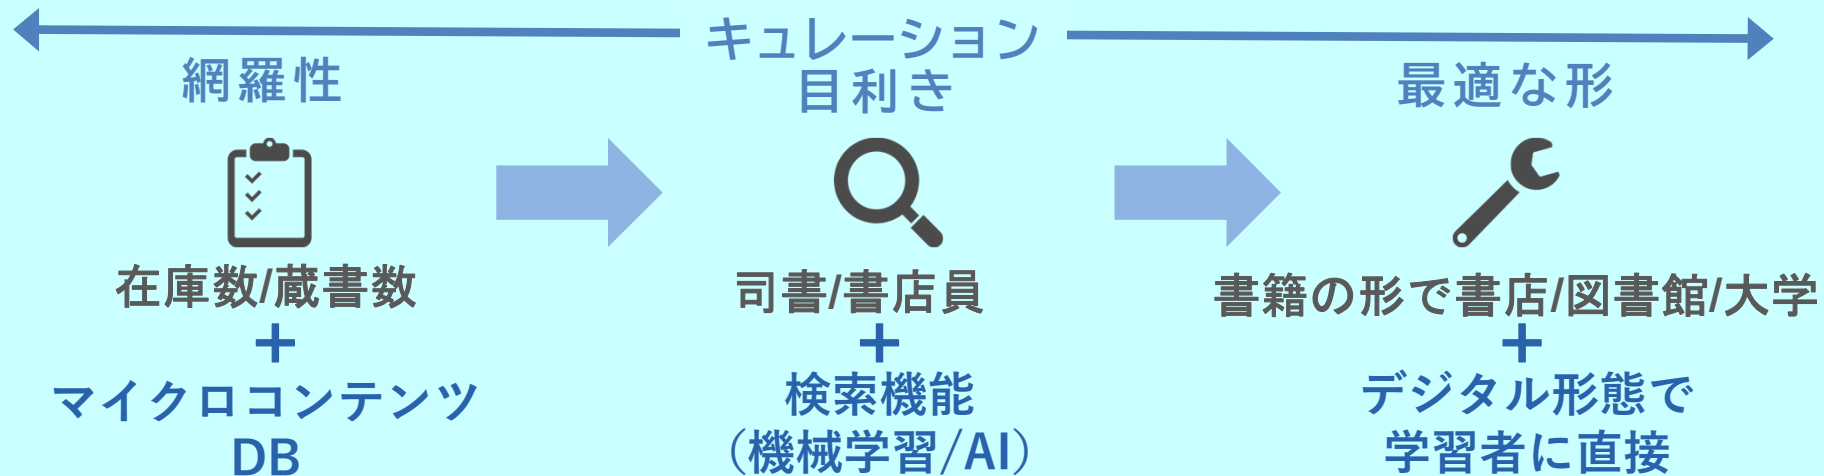 キュレーション
網羅性
目利き
最適な形
在庫数/蔵書数
司書/書店員
書籍の形で書店/図書館/大学
+
+
+
マイクロコンテンツ
DB
検索機能
(機械学習/AI)
デジタル形態で
学習者に直接